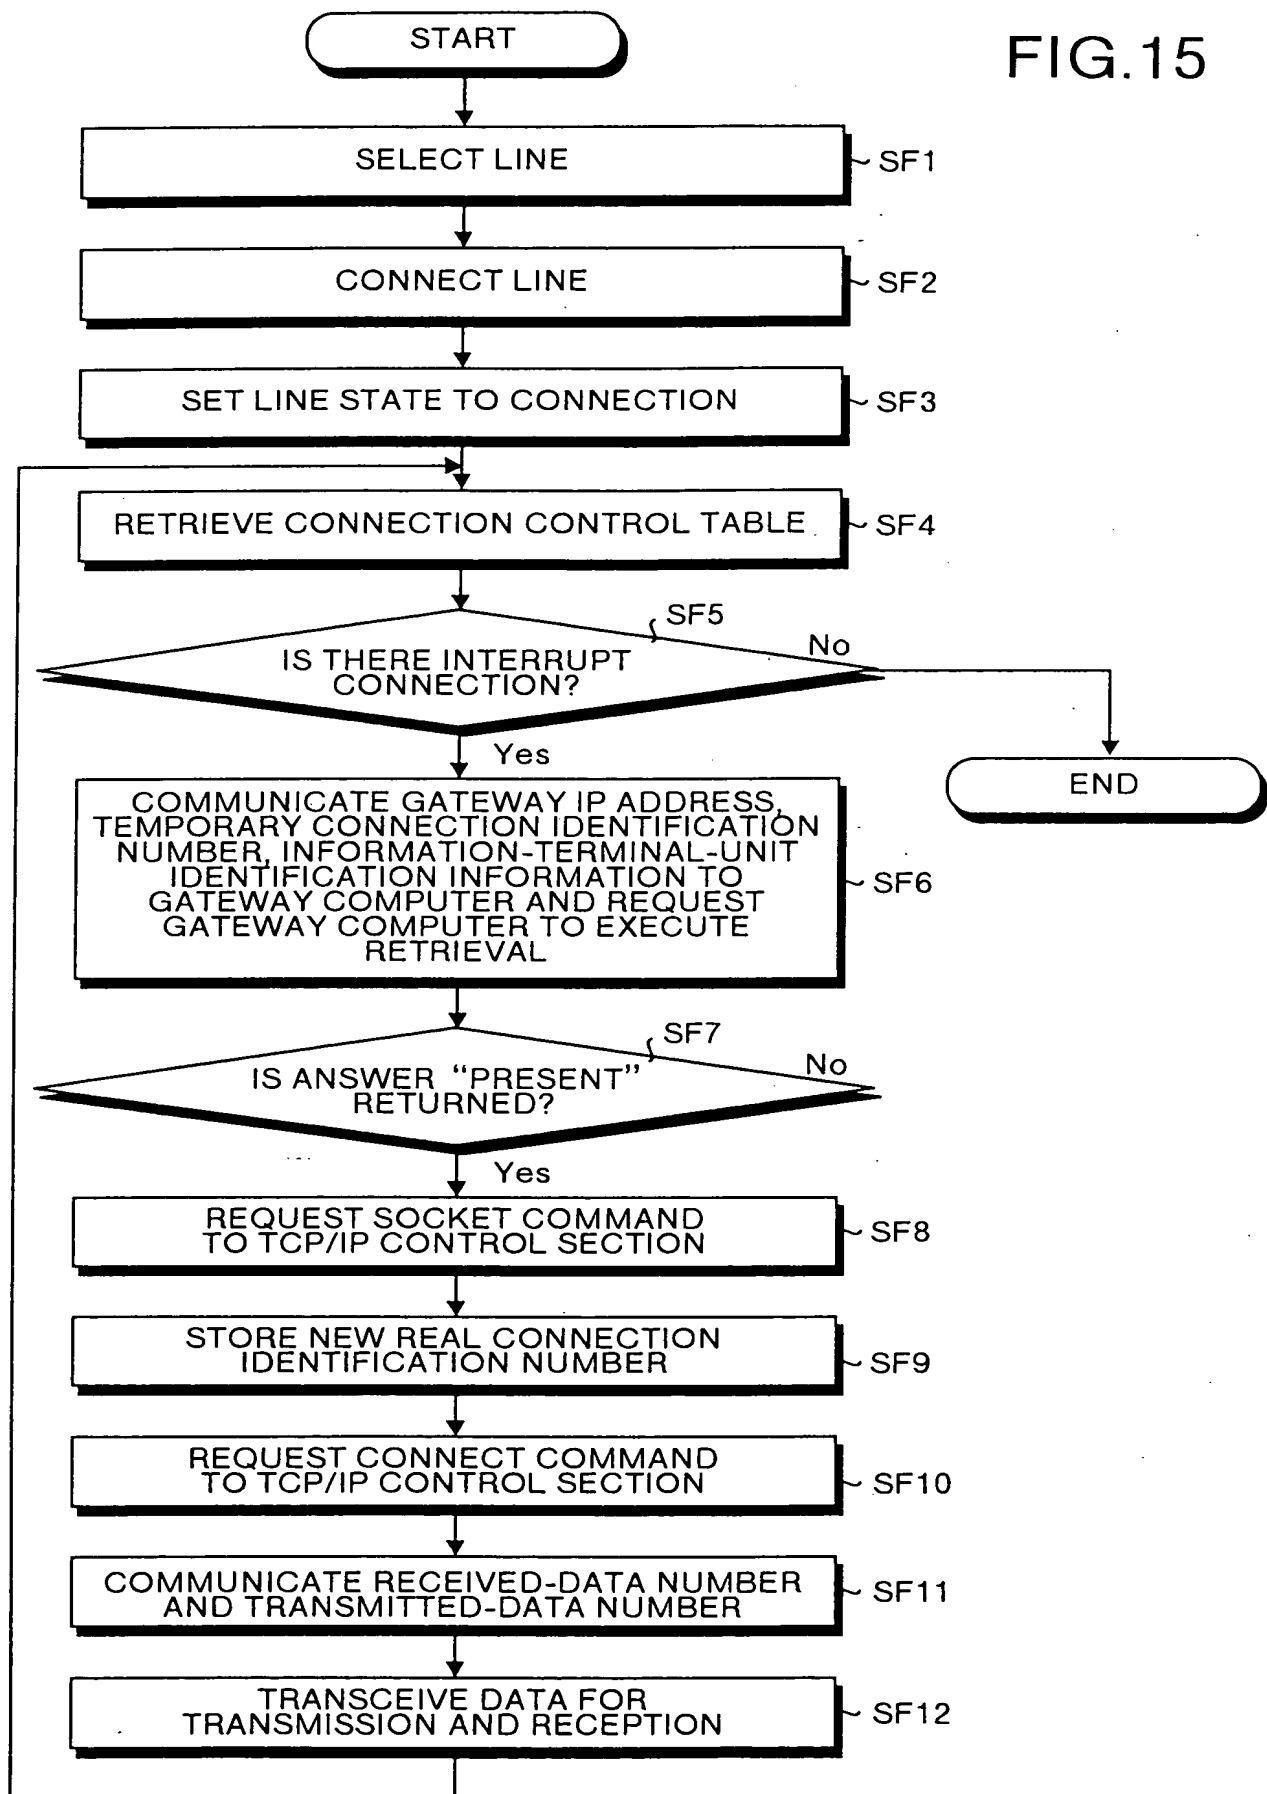 START
FIG.15
SELECT LINE
SF1
CONNECT LINE
SF2
SET LINE STATE TO CONNECTION
SF3
RETRIEVE CONNECTION CONTROL TABLE
SF4
SF5
IS THERE INTERRUPT
CONNECTION?
No
Yes
END
COMMUNICATE GATEWAY IP ADDRESS,
TEMPORARY CONNECTION IDENTIFICATION
NUMBER, INFORMATION-TERMINAL-UNIT
IDENTIFICATION INFORMATION TO
GATEWAY COMPUTER AND REQUEST
GATEWAY COMPUTER TO EXECUTE
RETRIEVAL
SF6
SF7
IS ANSWER “PRESENT”
RETURNED?
No
Yes
REQUEST SOCKET COMMAND
TO TCP/IP CONTROL SECTION
SF8
STORE NEW REAL CONNECTION
IDENTIFICATION NUMBER
SF9
REQUEST CONNECT COMMAND
TO TCP/IP CONTROL SECTION
SF10
COMMUNICATE RECEIVED-DATA NUMBER
AND TRANSMITTED-DATA NUMBER
SF11
TRANSCEIVE DATA FOR
TRANSMISSION AND RECEPTION
SF12